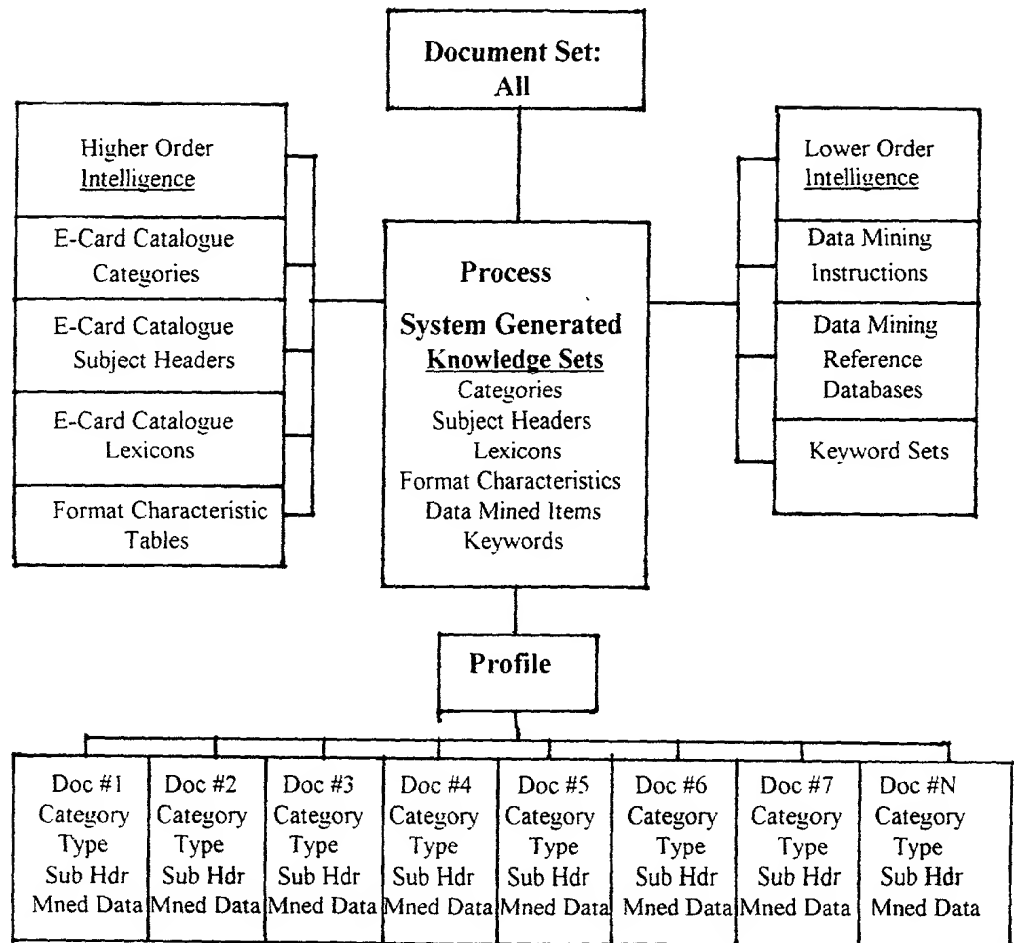 Document Set:
All
Higher Order
Intelligence
E-Card Catalogue
Categories
E-Card Catalogue
Subject Headers
E-Card Catalogue
Lexicons
Format Characteristic
Tables
Process
System Generated
Knowledge Sets
Categories
Subject Headers
Lexicons
Format Characteristics
Data Mined Items
Keywords
Lower Order
Intelligence
Data Mining
Instructions
Data Mining
Reference
Databases
Keyword Sets
Profile
Doc #1
Category
Type
Sub Hdr
Mned Data
Doc #2
Category
Type
Sub Hdr
Mned Data
Doc #3
Category
Type
Sub Hdr
Mned Data
Doc #4
Category
Type
Sub Hdr
Mned Data
Doc #5
Category
Type
Sub Hdr
Mned Data
Doc #6
Category
Type
Sub Hdr
Mned Data
Doc #7
Category
Type
Sub Hdr
Mned Data
Doc #N
Category
Type
Sub Hdr
Mned Data